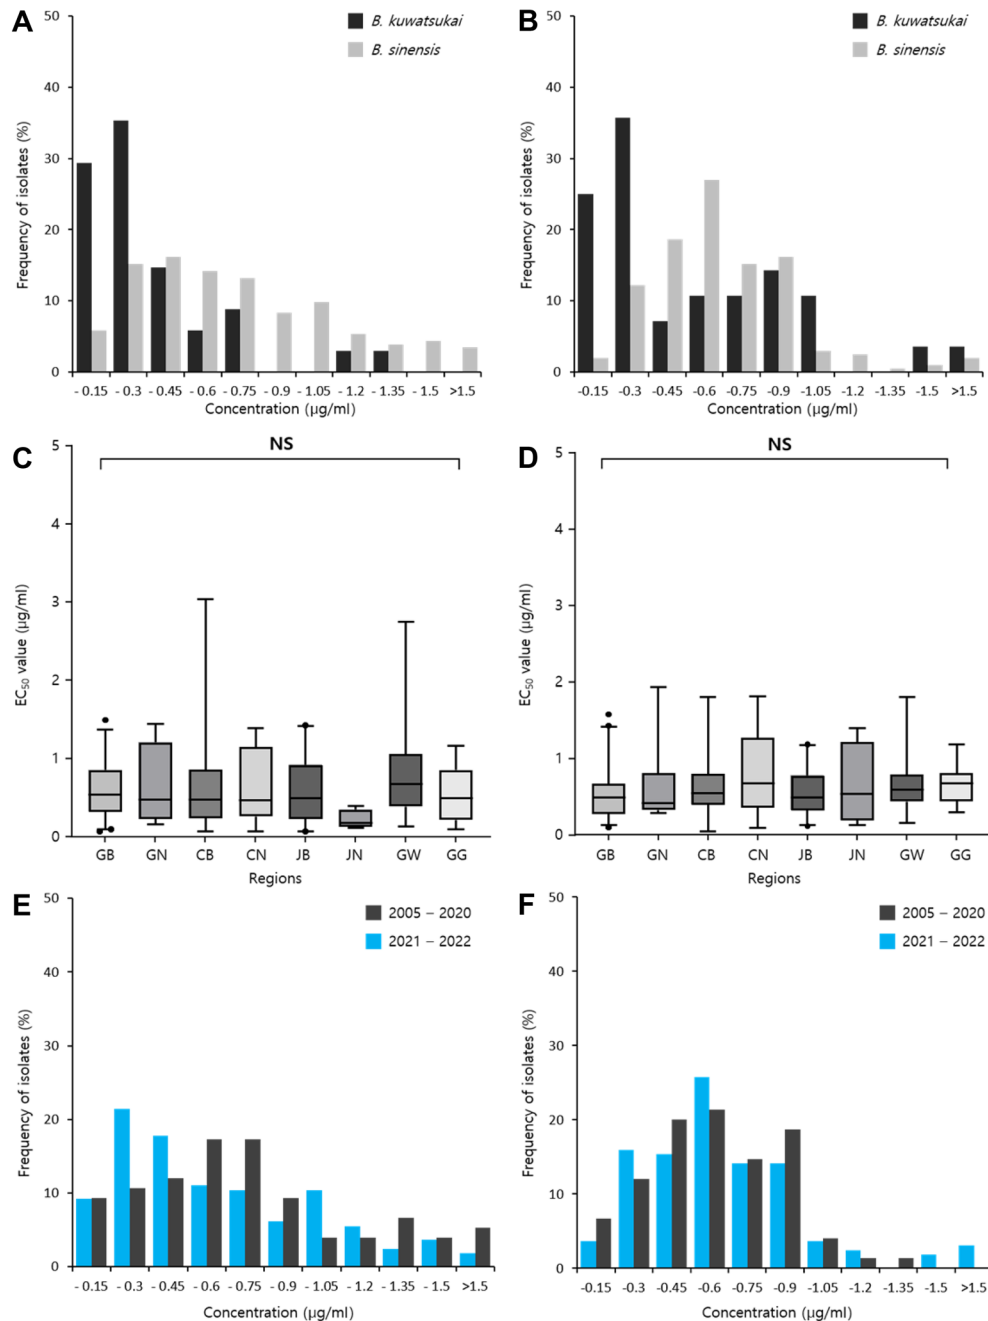 A
50
40
30
20
10
0
Frequency of isolates (%)
B. kuwatsukai
B. sinensis
- 0.15 - 0.3 - 0.45 - 0.6 - 0.75 - 0.9 - 1.05 - 1.2 - 1.35 - 1.5 >1.5
Concentration (μg/ml)
B
50
40
30
20
10
0
Frequency of isolates (%)
B. kuwatsukai
B. sinensis
-0.15 -0.3 -0.45 -0.6 -0.75 -0.9 -1.05 -1.2 -1.35 -1.5 >1.5
Concentration (μg/ml)
C
NS
5
4
3
2
1
0
EC50 value (μg/ml)
GB GN CB CN JB JN GW GG
Regions
D
NS
5
4
3
2
1
0
EC50 value (μg/ml)
GB GN CB CN JB JN GW GG
Regions
E
50
40
30
20
10
0
Frequency of isolates (%)
2005 – 2020
2021 – 2022
- 0.15 - 0.3 - 0.45 - 0.6 - 0.75 - 0.9 - 1.05 - 1.2 - 1.35 - 1.5 >1.5
Concentration (μg/ml)
F
50
40
30
20
10
0
Frequency of isolates (%)
2005 – 2020
2021 – 2022
-0.15 -0.3 -0.45 -0.6 -0.75 -0.9 -1.05 -1.2 -1.35 -1.5 >1.5
Concentration (μg/ml)